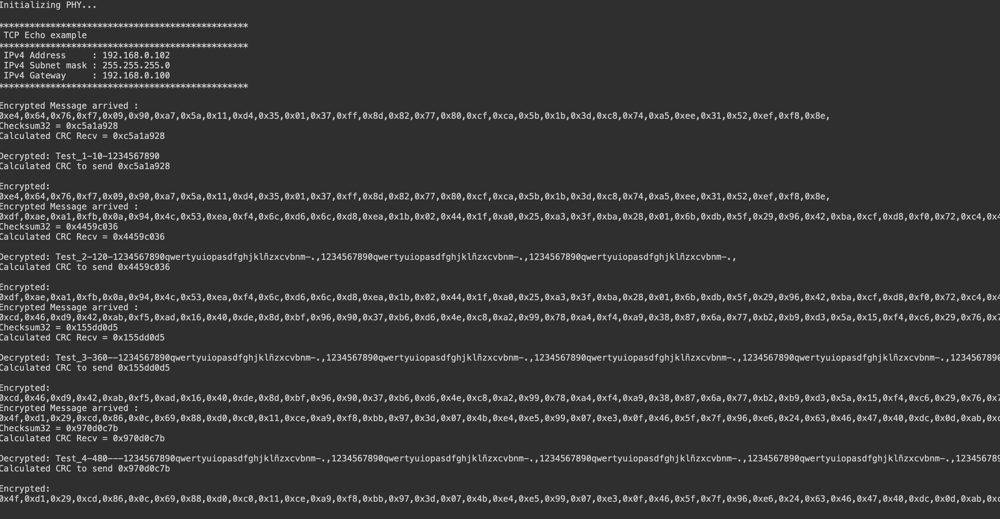 Initializing PHY...
************************************************
TCP Echo example
************************************************
IPv4 Address     : 192.168.0.102
IPv4 Subnet mask : 255.255.255.0
IPv4 Gateway     : 192.168.0.100
************************************************
Encrypted Message arrived :
0xe4,0x64,0x76,0xf7,0x09,0x90,0xa7,0x5a,0x11,0xd4,0x35,0x01,0x37,0xff,0x8d,0x82,0x77,0x80,0xcf,0xca,0x5b,0x1b,0x3d,0xc8,0x74,0xa5,0xee,0x31,0x52,0xef,0xf8,0x8e,
Checksum32 = 0xc5a1a928
Calculated CRC Recv = 0xc5a1a928
Decrypted: Test_1-10-1234567890
Calculated CRC to send 0xc5a1a928
Encrypted:
0xe4,0x64,0x76,0xf7,0x09,0x90,0xa7,0x5a,0x11,0xd4,0x35,0x01,0x37,0xff,0x8d,0x82,0x77,0x80,0xcf,0xca,0x5b,0x1b,0x3d,0xc8,0x74,0xa5,0xee,0x31,0x52,0xef,0xf8,0x8e,
Encrypted Message arrived :
0xdf,0xae,0xa1,0xfb,0x0a,0x94,0x4c,0x53,0xea,0xf4,0x6c,0xd6,0x6c,0xd8,0xea,0x1b,0x02,0x44,0x1f,0xa0,0x25,0xa3,0x3f,0xba,0x28,0x01,0x6b,0xdb,0x5f,0x29,0x96,0x42,0xba,0xcf,0xd8,0xf0,0x72,0xc4,0x4
Checksum32 = 0x4459c036
Calculated CRC Recv = 0x4459c036
Decrypted: Test_2-120-1234567890qwertyuiopasdfghjklñzxcvbnm-.,1234567890qwertyuiopasdfghjklñzxcvbnm-.,1234567890qwertyuiopasdfghjklñzxcvbnm-.,
Calculated CRC to send 0x4459c036
Encrypted:
0xdf,0xae,0xa1,0xfb,0x0a,0x94,0x4c,0x53,0xea,0xf4,0x6c,0xd6,0x6c,0xd8,0xea,0x1b,0x02,0x44,0x1f,0xa0,0x25,0xa3,0x3f,0xba,0x28,0x01,0x6b,0xdb,0x5f,0x29,0x96,0x42,0xba,0xcf,0xd8,0xf0,0x72,0xc4,0x4
Encrypted Message arrived :
0xcd,0x46,0xd9,0x42,0xab,0xf5,0xad,0x16,0x40,0xde,0x8d,0xbf,0x96,0x90,0x37,0xb6,0xd6,0x4e,0xc8,0xa2,0x99,0x78,0xa4,0xf4,0xa9,0x38,0x87,0x6a,0x77,0xb2,0xb9,0xd3,0x5a,0x15,0xf4,0xc6,0x29,0x76,0x7
Checksum32 = 0x155dd0d5
Calculated CRC Recv = 0x155dd0d5
Decrypted: Test_3-360--1234567890qwertyuiopasdfghjklñzxcvbnm-.,1234567890qwertyuiopasdfghjklñzxcvbnm-.,1234567890qwertyuiopasdfghjklñzxcvbnm-.,1234567890qwertyuiopasdfghjklñzxcvbnm-.,1234567890
Calculated CRC to send 0x155dd0d5
Encrypted:
0xcd,0x46,0xd9,0x42,0xab,0xf5,0xad,0x16,0x40,0xde,0x8d,0xbf,0x96,0x90,0x37,0xb6,0xd6,0x4e,0xc8,0xa2,0x99,0x78,0xa4,0xf4,0xa9,0x38,0x87,0x6a,0x77,0xb2,0xb9,0xd3,0x5a,0x15,0xf4,0xc6,0x29,0x76,0x7
Encrypted Message arrived :
0x4f,0xd1,0x29,0xcd,0x86,0x0c,0x69,0x88,0xd0,0xc0,0x11,0xce,0xa9,0xf8,0xbb,0x97,0x3d,0x07,0x4b,0xe4,0xe5,0x99,0x07,0xe3,0x0f,0x46,0x5f,0x7f,0x96,0xe6,0x24,0x63,0x46,0x47,0x40,0xdc,0x0d,0xab,0xc
Checksum32 = 0x970d0c7b
Calculated CRC Recv = 0x970d0c7b
Decrypted: Test_4-480---1234567890qwertyuiopasdfghjklñzxcvbnm-.,1234567890qwertyuiopasdfghjklñzxcvbnm-.,1234567890qwertyuiopasdfghjklñzxcvbnm-.,1234567890qwertyuiopasdfghjklñzxcvbnm-.,123456789
Calculated CRC to send 0x970d0c7b
Encrypted:
0x4f,0xd1,0x29,0xcd,0x86,0x0c,0x69,0x88,0xd0,0xc0,0x11,0xce,0xa9,0xf8,0xbb,0x97,0x3d,0x07,0x4b,0xe4,0xe5,0x99,0x07,0xe3,0x0f,0x46,0x5f,0x7f,0x96,0xe6,0x24,0x63,0x46,0x47,0x40,0xdc,0x0d,0xab,0xc